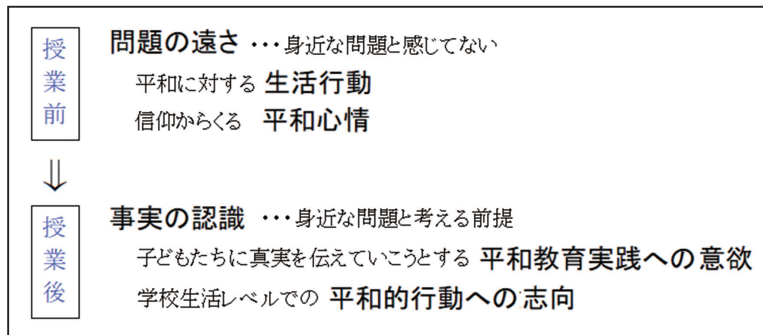 授業前
問題の遠さ ・・・身近な問題と感じてない
平和に対する 生活行動
信仰からくる 平和心情
⇓
授業後
事実の認識 ・・・身近な問題と考える前提
子どもたちに真実を伝えていこうとする 平和教育実践への意欲
学校生活レベルでの 平和的行動への志向